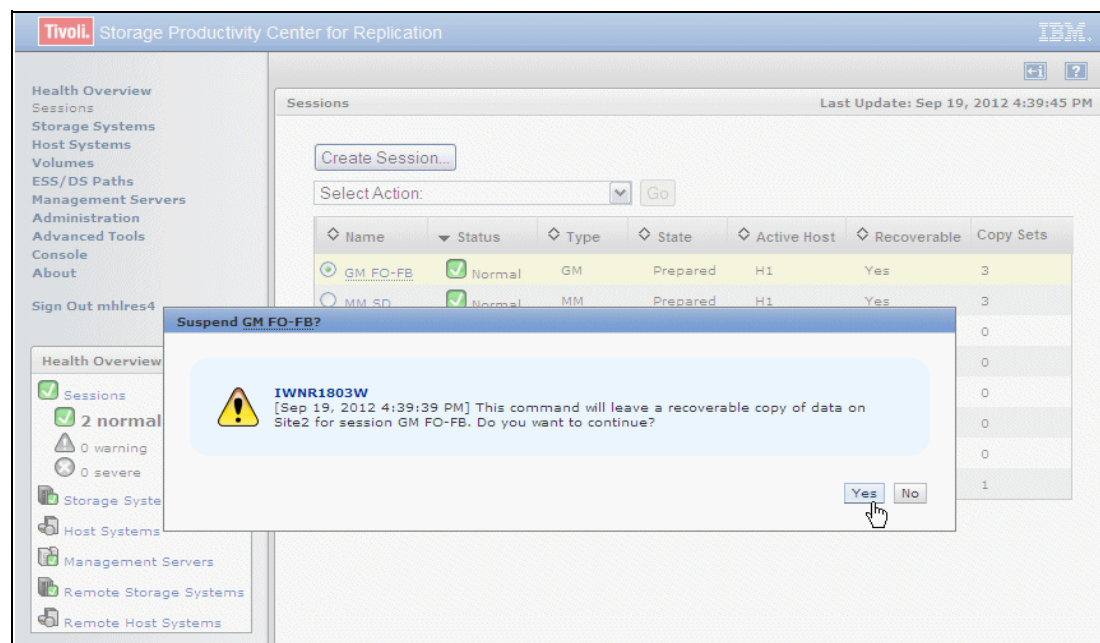 Tivoli. Storage Productivity Center for Replication
IBM.
Health Overview
Sessions
Storage Systems
Host Systems
Volumes
ESS/DS Paths
Management Servers
Administration
Advanced Tools
Console
About
Sign Out mhlres4
Health Overview
Sessions
2 normal
0 warning
0 severe
Storage Syste
Host Systems
Management Servers
Remote Storage Systems
Remote Host Systems
i ?
Sessions Last Update: Sep 19, 2012 4:39:45 PM
Create Session...
Select Action: Go
Name Status Type State Active Host Recoverable Copy Sets
GM FO-FB Normal GM Prepared H1 Yes 3
MM SD Normal MM Prepared H1 Yes 3
0
0
0
0
0
1
Suspend GM FO-FB?
IWNR1803W
[Sep 19, 2012 4:39:39 PM] This command will leave a recoverable copy of data on
Site2 for session GM FO-FB. Do you want to continue?
Yes No